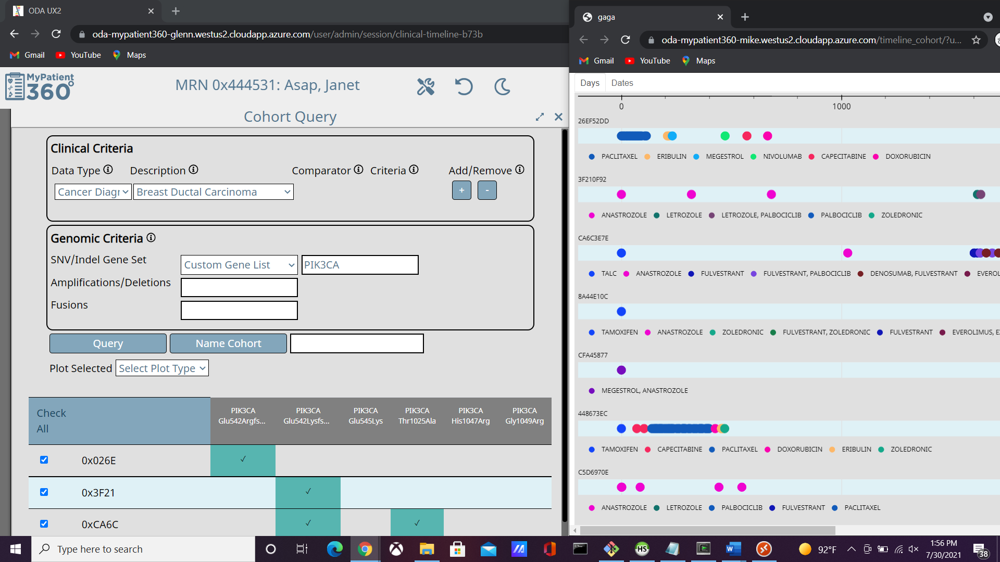 ODA UX2
oda-mypatient360-glenn.westus2.cloudapp.azure.com/user/admin/session/clinical-timeline-b73b
Gmail YouTube Maps
MyPatient
360°
MRN 0x444531: Asap, Janet
Cohort Query
Clinical Criteria
Data Type Description Comparator Criteria Add/Remove
Cancer Diagr Breast Ductal Carcinoma + -
Genomic Criteria
SNV/Indel Gene Set Custom Gene List PIK3CA
Amplifications/Deletions
Fusions
Query Name Cohort
Plot Selected Select Plot Type
Check
All
PIK3CA PIK3CA PIK3CA PIK3CA PIK3CA PIK3CA
Glu542Argfs... Glu542Lysfs... Glu545Lys Thr1025Ala His1047Arg Gly1049Arg
0x026E ✓
0x3F21 ✓
0xCA6C ✓ ✓
gaga
oda-mypatient360-mike.westus2.cloudapp.azure.com/timeline_cohort/?u...
Gmail YouTube Maps
Days Dates
0 1000
26EF52DD
PACLITAXEL ERIBULIN MEGESTROL NIVOLUMAB CAPECITABINE DOXORUBICIN
3F210F92
ANASTROZOLE LETROZOLE LETROZOLE, PALBOCICLIB PALBOCICLIB ZOLEDRONIC
CA6C3E7E
TALC ANASTROZOLE FULVESTRANT FULVESTRANT, PALBOCICLIB DENOSUMAB, FULVESTRANT EVEROL
8A44E10C
TAMOXIFEN ANASTROZOLE ZOLEDRONIC FULVESTRANT, ZOLEDRONIC FULVESTRANT EVEROLIMUS, E
CFA45877
MEGESTROL, ANASTROZOLE
448673EC
TAMOXIFEN CAPECITABINE PACLITAXEL DOXORUBICIN ERIBULIN ZOLEDRONIC
C5D6970E
ANASTROZOLE LETROZOLE PALBOCICLIB FULVESTRANT PACLITAXEL
Type here to search
HS
92°F
1:56 PM
7/30/2021
38